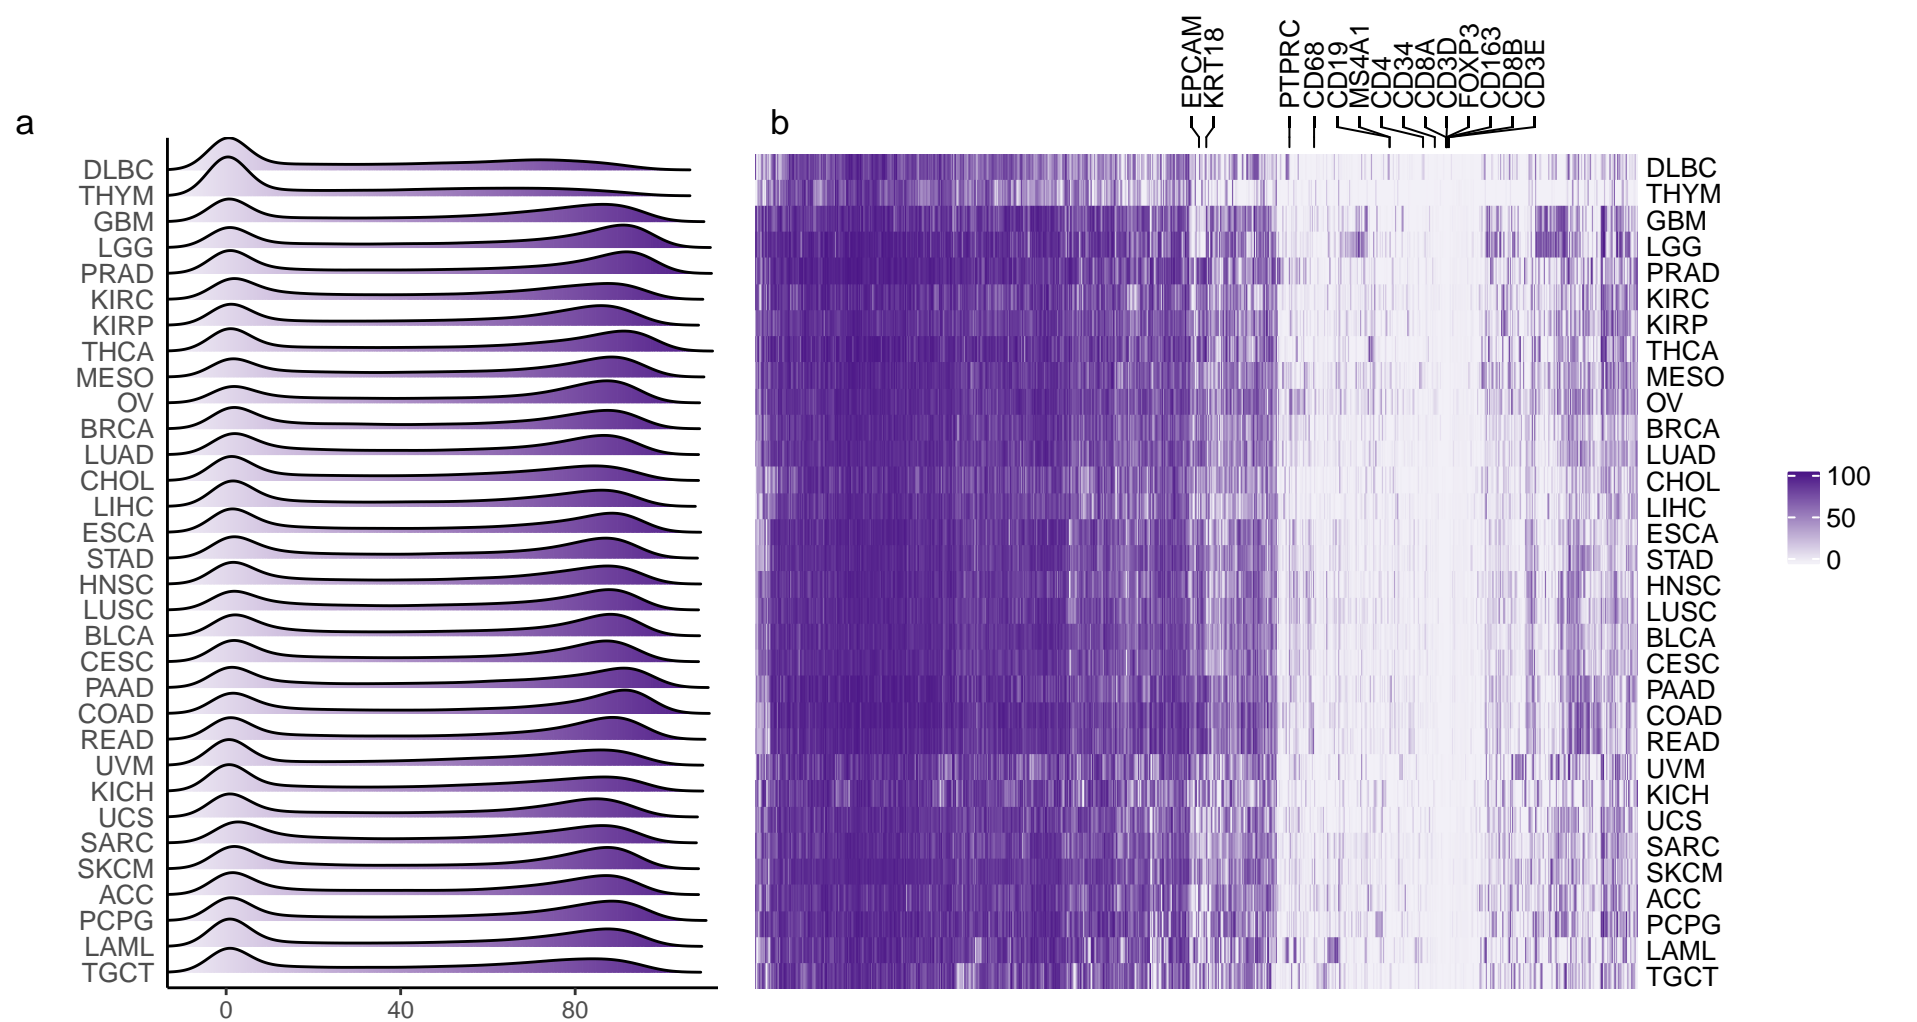 a
DLBC
THYM
GBM
LGG
PRAD
KIRC
KIRP
THCA
MESO
OV
BRCA
LUAD
CHOL
LIHC
ESCA
STAD
HNSC
LUSC
BLCA
CESC
PAAD
COAD
READ
UVM
KICH
UCS
SARC
SKCM
ACC
PCPG
LAML
TGCT
0 40 80
b
EPCAM
KRT18
PTPRC
CD68
CD19
MS4A1
CD4
CD34
CD8A
CD3D
FOXP3
CD163
CD8B
CD3E
DLBC
THYM
GBM
LGG
PRAD
KIRC
KIRP
THCA
MESO
OV
BRCA
LUAD
CHOL
LIHC
ESCA
STAD
HNSC
LUSC
BLCA
CESC
PAAD
COAD
READ
UVM
KICH
UCS
SARC
SKCM
ACC
PCPG
LAML
TGCT
100
50
0